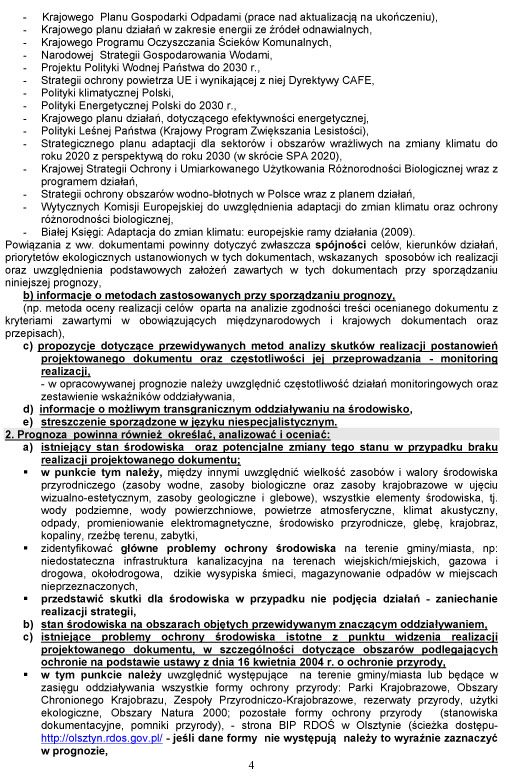 - Krajowego Planu Gospodarki Odpadami (prace nad aktualizacją na ukończeniu),
- Krajowego planu działań w zakresie energii ze źródeł odnawialnych,
- Krajowego Programu Oczyszczania Ścieków Komunalnych,
- Narodowej Strategii Gospodarowania Wodami,
- Projektu Polityki Wodnej Państwa do 2030 r.,
- Strategii ochrony powietrza UE i wynikającej z niej Dyrektywy CAFE,
- Polityki klimatycznej Polski,
- Polityki Energetycznej Polski do 2030 r.,
- Krajowego planu działań, dotyczącego efektywności energetycznej,
- Polityki Leśnej Państwa (Krajowy Program Zwiększania Lesistości),
- Strategicznego planu adaptacji dla sektorów i obszarów wrażliwych na zmiany klimatu do
roku 2020 z perspektywą do roku 2030 (w skrócie SPA 2020),
- Krajowej Strategii Ochrony i Umiarkowanego Użytkowania Różnorodności Biologicznej wraz z
programem działań,
- Strategii ochrony obszarów wodno-błotnych w Polsce wraz z planem działań,
- Wytycznych Komisji Europejskiej do uwzględnienia adaptacji do zmian klimatu oraz ochrony
różnorodności biologicznej,
- Białej Księgi: Adaptacja do zmian klimatu: europejskie ramy działania (2009).
Powiązania z ww. dokumentami powinny dotyczyć zwłaszcza spójności celów, kierunków działań,
priorytetów ekologicznych ustanowionych w tych dokumentach, wskazanych sposobów ich realizacji
oraz uwzględnienia podstawowych założeń zawartych w tych dokumentach przy sporządzaniu
niniejszej prognozy,
b) informacje o metodach zastosowanych przy sporządzaniu prognozy,
(np. metoda oceny realizacji celów oparta na analizie zgodności treści ocenianego dokumentu z
kryteriami zawartymi w obowiązujących międzynarodowych i krajowych dokumentach oraz
przepisach),
c) propozycje dotyczące przewidywanych metod analizy skutków realizacji postanowień
projektowanego dokumentu oraz częstotliwości jej przeprowadzania - monitoring
realizacji,
- w opracowywanej prognozie należy uwzględnić częstotliwość działań monitoringowych oraz
zestawienie wskaźników oddziaływania,
d) informacje o możliwym transgranicznym oddziaływaniu na środowisko,
e) streszczenie sporządzone w języku niespecjalistycznym.
2. Prognoza powinna również określać, analizować i oceniać:
a) istniejący stan środowiska oraz potencjalne zmiany tego stanu w przypadku braku
realizacji projektowanego dokumentu;
▪ w punkcie tym należy, między innymi uwzględnić wielkość zasobów i walory środowiska
przyrodniczego (zasoby wodne, zasoby biologiczne oraz zasoby krajobrazowe w ujęciu
wizualno-estetycznym, zasoby geologiczne i glebowe), wszystkie elementy środowiska, tj.
wody podziemne, wody powierzchniowe, powietrze atmosferyczne, klimat akustyczny,
odpady, promieniowanie elektromagnetyczne, środowisko przyrodnicze, glebę, krajobraz,
kopaliny, rzeźbę terenu, zabytki,
▪ zidentyfikować główne problemy ochrony środowiska na terenie gminy/miasta, np:
niedostateczna infrastruktura kanalizacyjna na terenach wiejskich/miejskich, gazowa i
drogowa, okołodrogowa, dzikie wysypiska śmieci, magazynowanie odpadów w miejscach
nieprzeznaczonych,
▪ przedstawić skutki dla środowiska w przypadku nie podjęcia działań - zaniechanie
realizacji strategii,
b) stan środowiska na obszarach objętych przewidywanym znaczącym oddziaływaniem,
c) istniejące problemy ochrony środowiska istotne z punktu widzenia realizacji
projektowanego dokumentu, w szczególności dotyczące obszarów podlegających
ochronie na podstawie ustawy z dnia 16 kwietnia 2004 r. o ochronie przyrody,
▪ w tym punkcie należy uwzględnić występujące na terenie gminy/miasta lub będące w
zasięgu oddziaływania wszystkie formy ochrony przyrody: Parki Krajobrazowe, Obszary
Chronionego Krajobrazu, Zespoły Przyrodniczo-Krajobrazowe, rezerwaty przyrody, użytki
ekologiczne, Obszary Natura 2000; pozostałe formy ochrony przyrody (stanowiska
dokumentacyjne, pomniki przyrody), - strona BIP RDOŚ w Olsztynie (ścieżka dostępu-
http://olsztyn.rdos.gov.pl/ - jeśli dane formy nie występują należy to wyraźnie zaznaczyć
w prognozie,
4